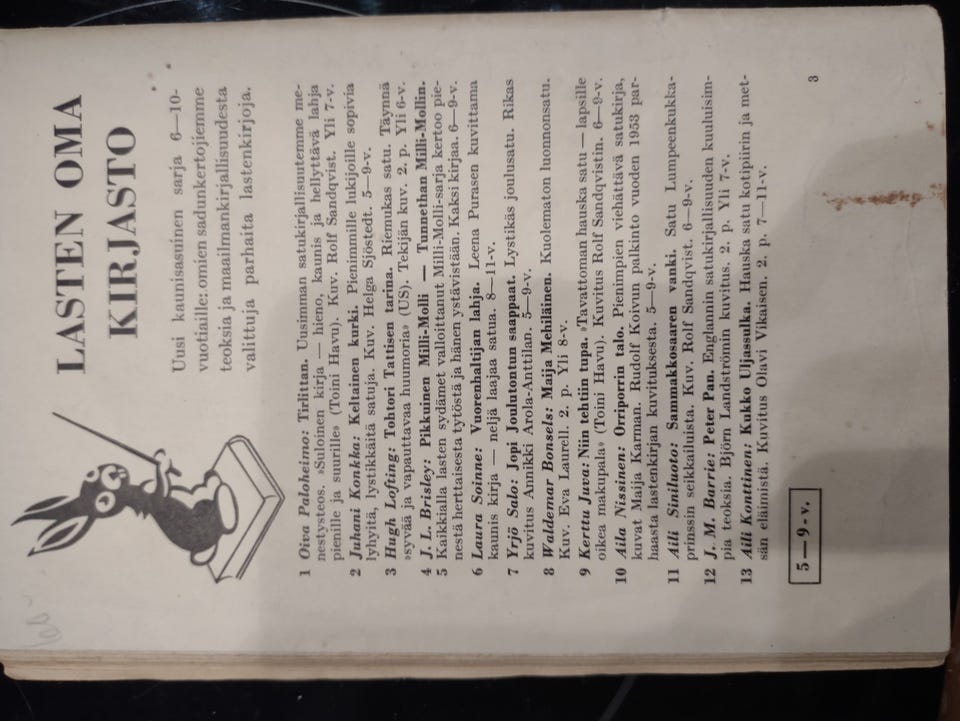 LASTEN OMA
KIRJASTO
Uusi kaunisasuinen sarja 6—10-
vuotiaille: omien sadunkertojiemme
teoksia ja maailmankirjallisuudesta
valittuja parhaita lastenkirjoja.
1 Oiva Paloheimo: Tirlittan. Uusimman satukirjallisuutemme me-
nestysteos. »Suloinen kirja — hieno, kaunis ja hellyttävä lahja
pienille ja suurille» (Toini Havu). Kuv. Rolf Sandqvist. Yli 7-v.
2 Juhani Konkka: Keltainen kurki. Pienimmille lukijoille sopivia
lyhyitä, lystikkäitä satuja. Kuv. Helga Sjöstedt. 5—9-v.
3 Hugh Lofting: Tohtori Tattisen tarina. Riemukas satu. Täynnä
»syvää ja vapauttavaa huumoria» (US). Tekijän kuv. 2. p. Yli 6-v.
4 J. L. Brisley: Pikkuinen Milli-Molli — Tunnethan Milli-Mollin.
5 Kaikkialla lasten sydämet valloittanut Milli-Molli-sarja kertoo pie-
nestä herttaisesta tytöstä ja hänen ystävistään. Kaksi kirjaa. 6—9-v.
6 Laura Soinne: Vuorenhaltijan lahja. Leena Purasen kuvittama
kaunis kirja — neljä laajaa satua. 8—11-v.
7 Yrjö Salo: Jopi Joulutontun saappaat. Lystikäs joulusatu. Rikas
kuvitus Annikki Arola-Anttilan. 5—9-v.
8 Waldemar Bonsels: Maija Mehiläinen. Kuolematon luomonsatu.
Kuv. Eva Laurell. 2. p. Yli 8-v.
9 Kerttu Juva: Niin tehtiin tupa. »Tavattoman hauska satu — lapsille
oikea makupala» (Toini Havu). Kuvitus Rolf Sandqvistin. 6—9-v.
10 Aila Nissinen: Orriporrin talo. Pienimpien viehättävä satukirja,
kuvat Maija Karman. Rudolf Koivun palkinto vuoden 1953 par-
haasta lastenkirjan kuvituksesta. 5—9-v.
11 Aili Siniluoto: Sammakkosaaren vanki. Satu Lumpeenkukka-
prinssin seikkailuista. Kuv. Rolf Sandqvist. 6—9-v.
12 J. M. Barrie: Peter Pan. Englannin satukirjallisuuden kuuluisim-
pia teoksia. Björn Landströmin kuvitus. 2. p. Yli 7-v.
13 Aili Konttinen: Kukko Uljassulka. Hauska satu kotipiirin ja met-
sän eläimistä. Kuvitus Olavi Vikaisen. 2. p. 7—11-v.
5—9-v.
3